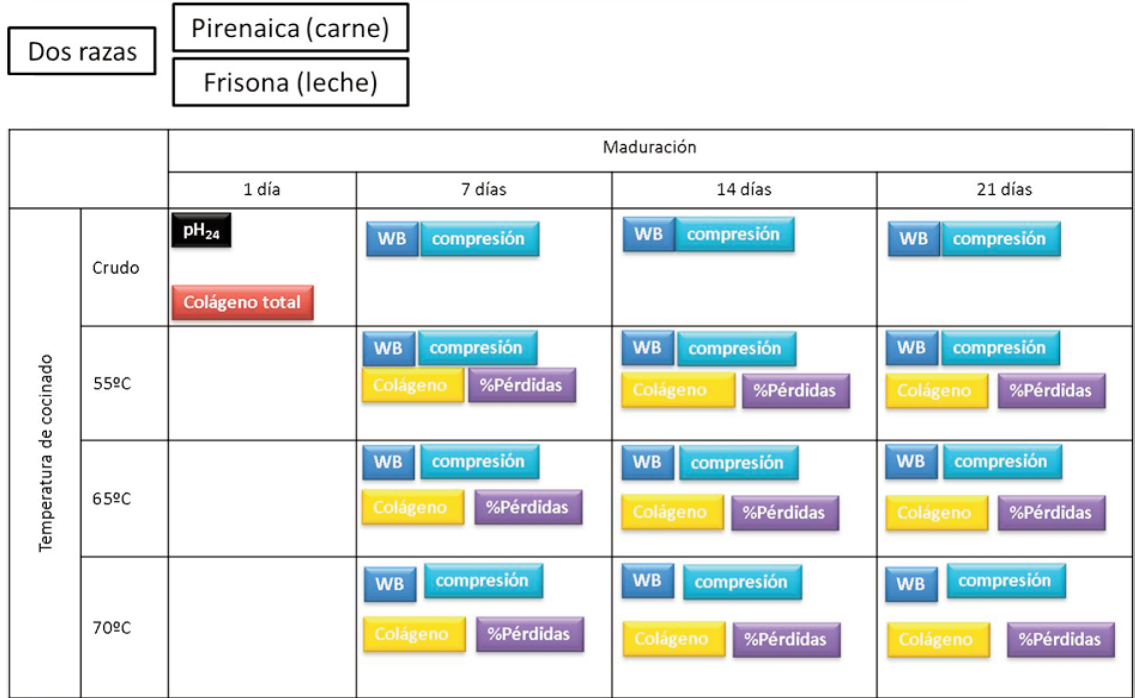 Dos razas
Pirenaica (carne)
Frisona (leche)
Maduración
1 día 7 días 14 días 21 días
Temperatura de cocinado
Crudo
pH24
Colágeno total
WB compresión WB compresión WB compresión
55ºC
WB compresión WB compresión WB compresión
Colágeno %Pérdidas Colágeno %Pérdidas Colágeno %Pérdidas
65ºC
WB compresión WB compresión WB compresión
Colágeno %Pérdidas Colágeno %Pérdidas Colágeno %Pérdidas
70ºC
WB compresión WB compresión WB compresión
Colágeno %Pérdidas Colágeno %Pérdidas Colágeno %Pérdidas